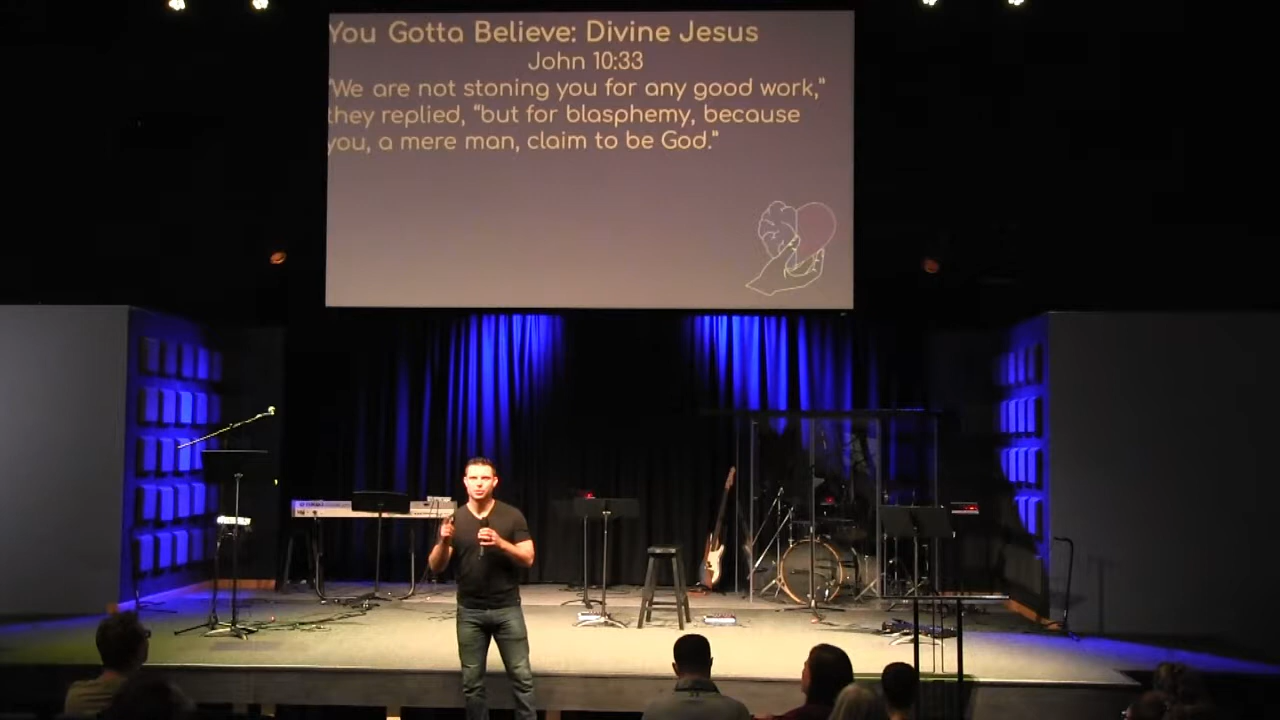 You Gotta Believe: Divine Jesus
John 10:33
"We are not stoning you for any good work,"
they replied, "but for blasphemy, because
you, a mere man, claim to be God."